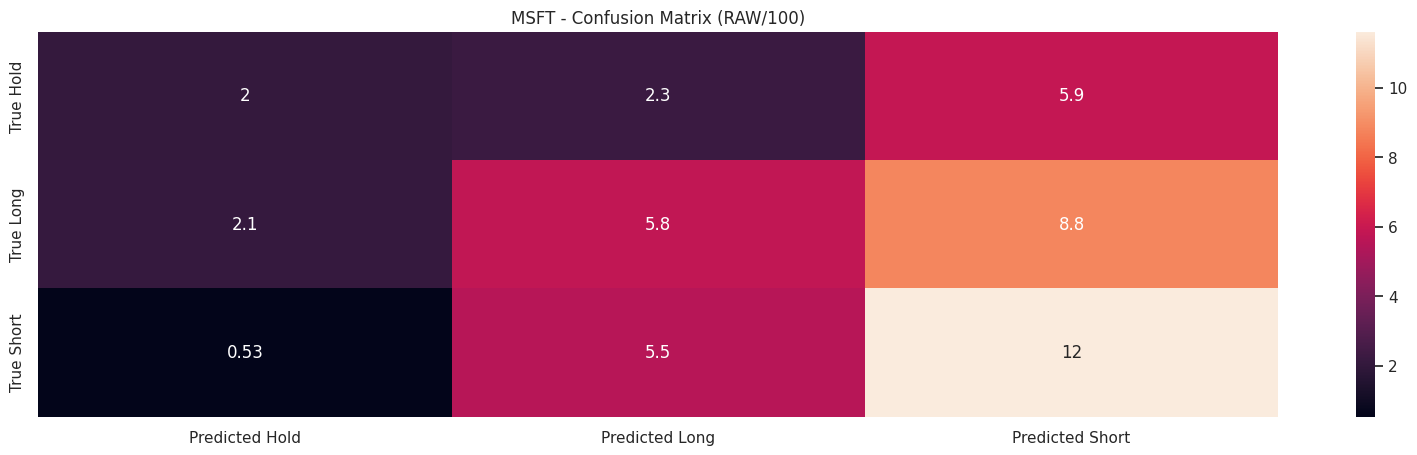 MSFT - Confusion Matrix (RAW/100)
True Hold
2
2.3
5.9
True Long
2.1
5.8
8.8
True Short
0.53
5.5
12
Predicted Hold
Predicted Long
Predicted Short
10
8
6
4
2